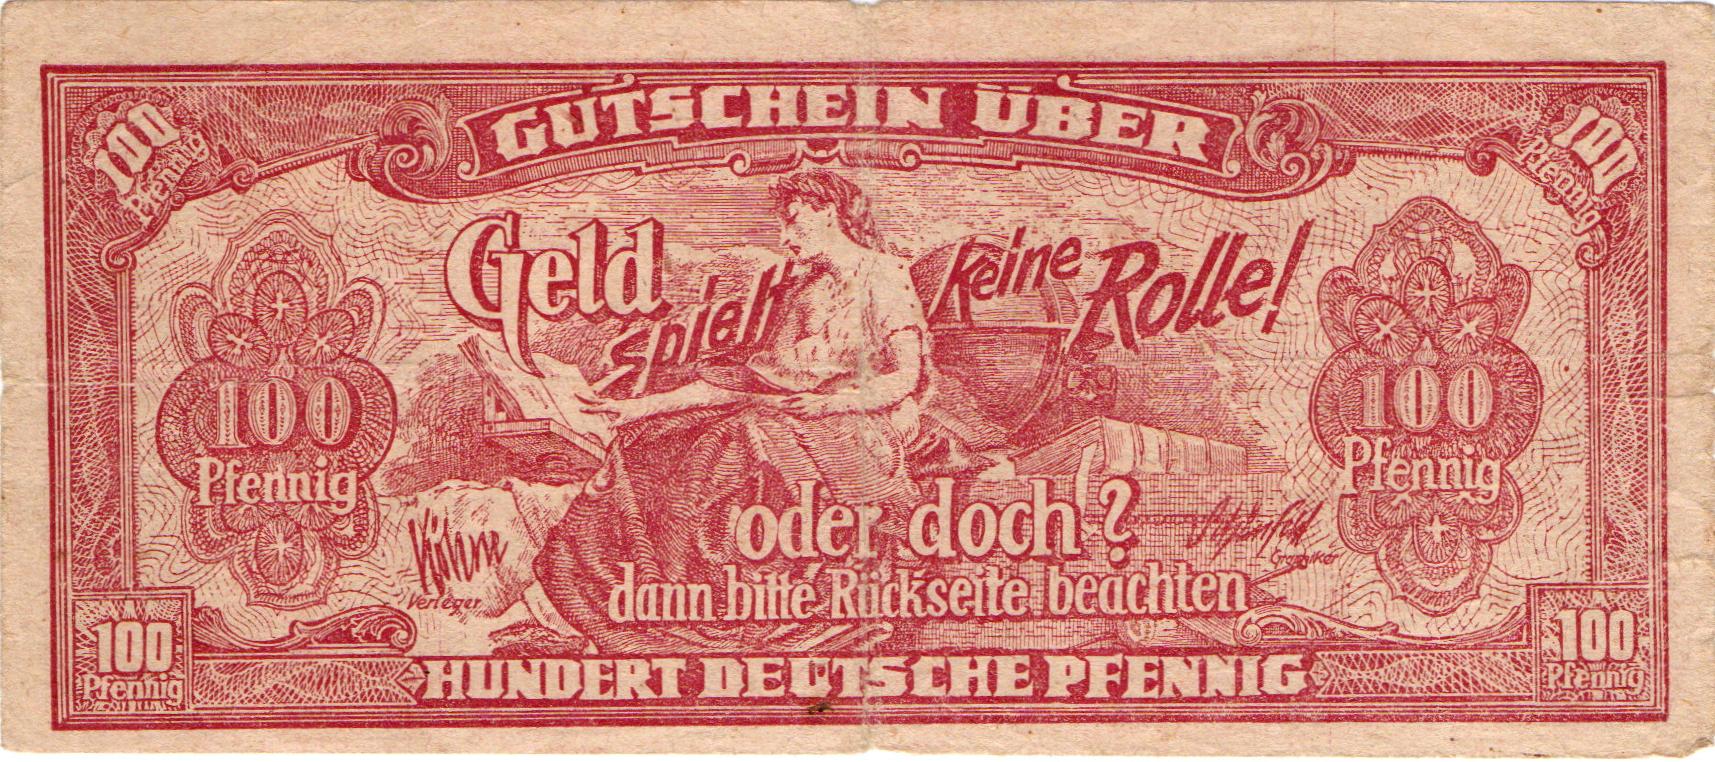 GUTSCHEIN ÜBER
100 Pfennig
100 Pfennig
Geld spielt keine Rolle!
100 Pfennig
100 Pfennig
oder doch?
dann bitte Rückseite beachten
Verleger
Graphiker
100 Pfennig
HUNDERT DEUTSCHE PFENNIG
100 Pfennig